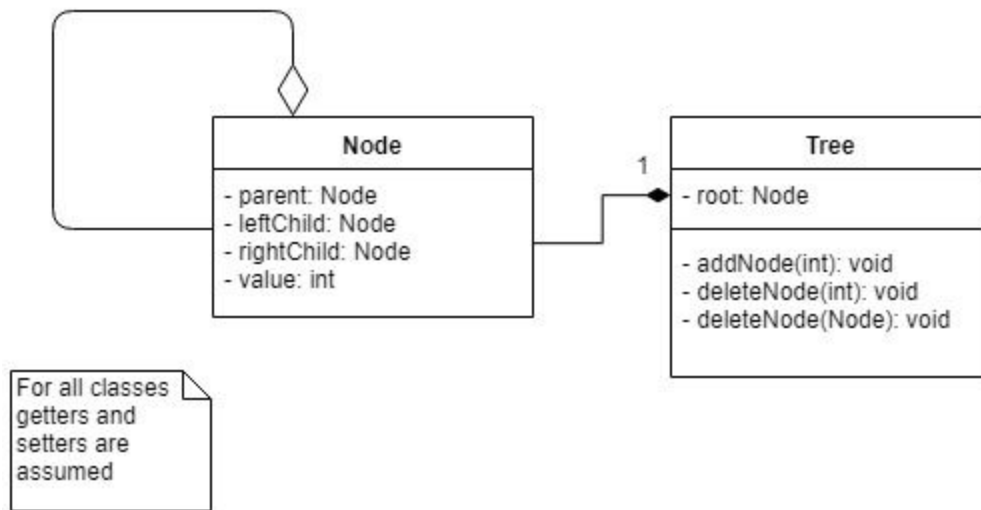 Node
- parent: Node
- leftChild: Node
- rightChild: Node
- value: int
1
Tree
- root: Node
- addNode(int): void
- deleteNode(int): void
- deleteNode(Node): void
For all classes
getters and
setters are
assumed